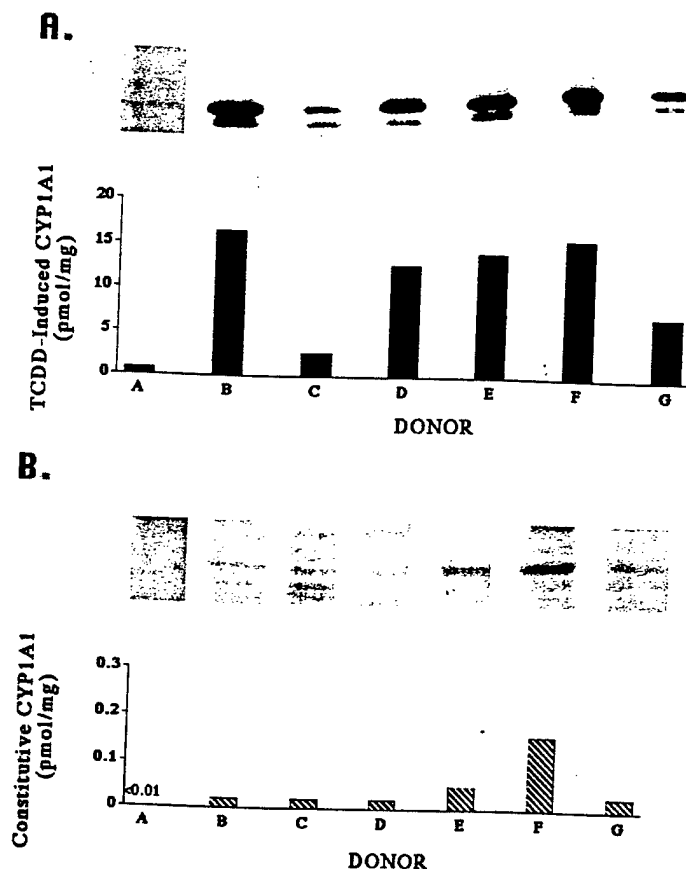 A.
TCDD-Induced CYP1A1
(pmol/mg)
20
15
10
5
0
A B C D E F G
DONOR
B.
Constitutive CYP1A1
(pmol/mg)
0.3
0.2
0.1
0
<0.01
A B C D E F G
DONOR